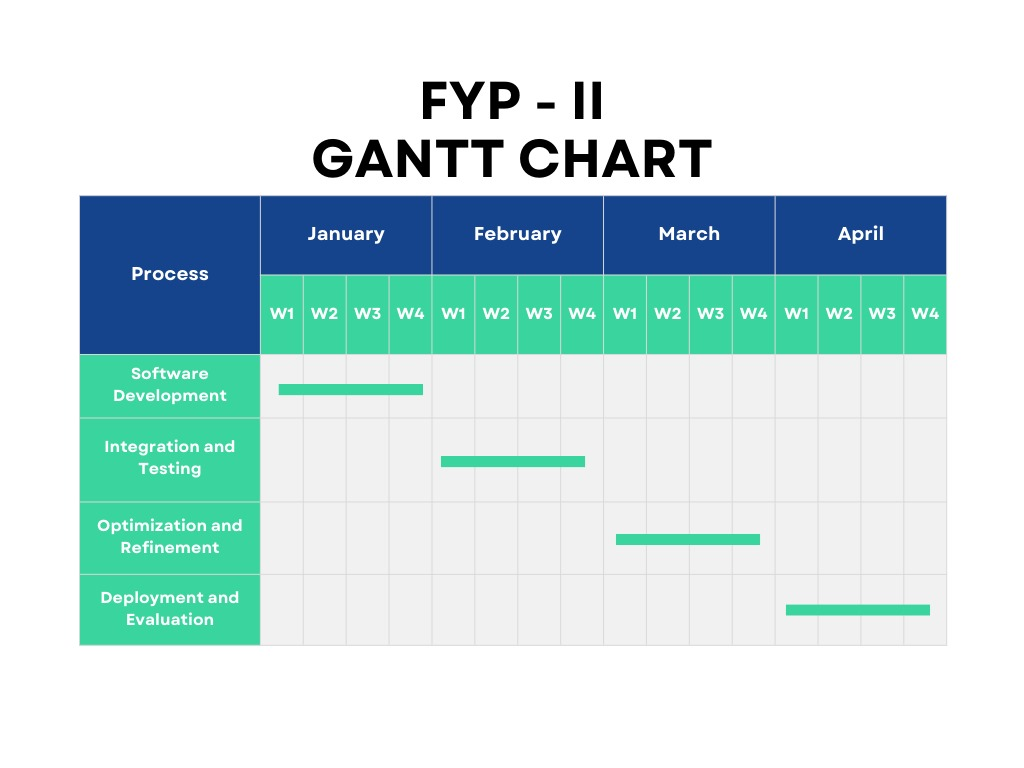 FYP - II
GANTT CHART
Process
January February March April
W1 W2 W3 W4 W1 W2 W3 W4 W1 W2 W3 W4 W1 W2 W3 W4
Software
Development
Integration and
Testing
Optimization and
Refinement
Deployment and
Evaluation